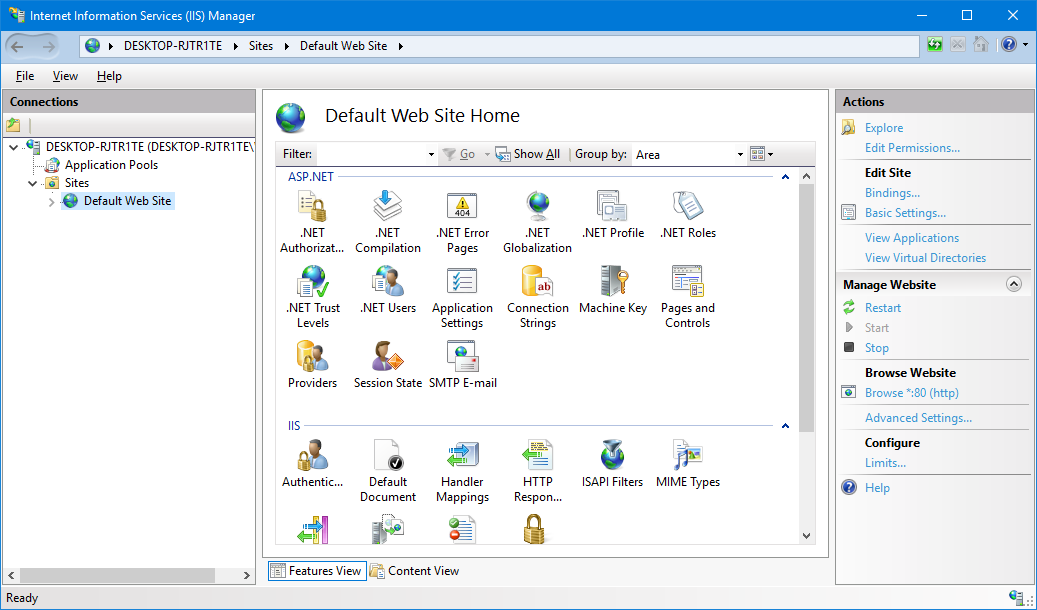 Internet Information Services (IIS) Manager
DESKTOP-RJTR1TE Sites Default Web Site
File View Help
Connections
DESKTOP-RJTR1TE (DESKTOP-RJTR1TE\
Application Pools
Sites
Default Web Site
Default Web Site Home
Filter: Go Show All Group by: Area
ASP.NET
.NET Authorizat...
.NET Compilation
.NET Error Pages
404
.NET Globalization
.NET Profile
.NET Roles
.NET Trust Levels
.NET Users
Application Settings
Connection Strings
ab
Machine Key
Pages and Controls
Providers
Session State
SMTP E-mail
IIS
Authentic...
Default Document
Handler Mappings
HTTP Respon...
ISAPI Filters
MIME Types
Features View Content View
Actions
Explore
Edit Permissions...
Edit Site
Bindings...
Basic Settings...
View Applications
View Virtual Directories
Manage Website
Restart
Start
Stop
Browse Website
Browse *:80 (http)
Advanced Settings...
Configure
Limits...
Help
Ready